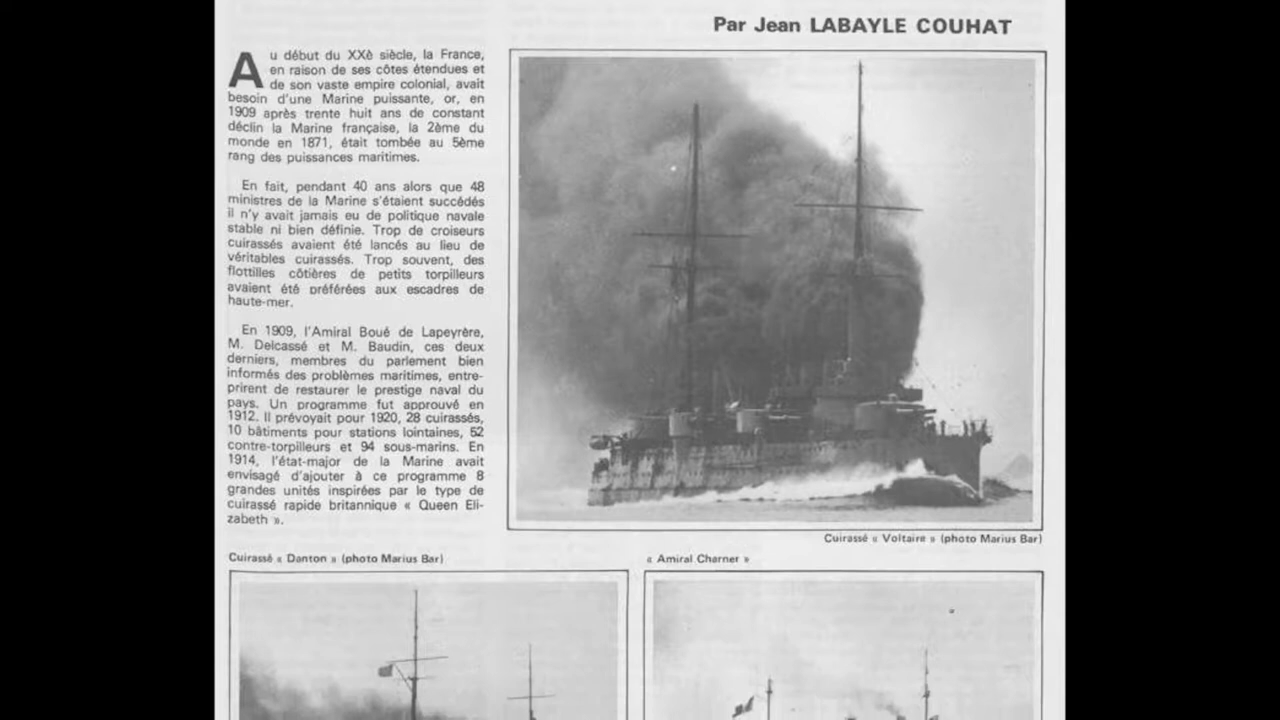 Par Jean LABAYLE COUHAT
Au début du XXè siècle, la France,
en raison de ses côtes étendues et
de son vaste empire colonial, avait
besoin d'une Marine puissante, or, en
1909 après trente huit ans de constant
déclin la Marine française, la 2ème du
monde en 1871, était tombée au 5ème
rang des puissances maritimes.
En fait, pendant 40 ans alors que 48
ministres de la Marine s'étaient succédés
il n'y avait jamais eu de politique navale
stable ni bien définie. Trop de croiseurs
cuirassés avaient été lancés au lieu de
véritables cuirassés. Trop souvent, des
flottilles côtières de petits torpilleurs
avaient été préférées aux escadres de
haute-mer.
En 1909, l'Amiral Boué de Lapeyrère,
M. Delcassé et M. Baudin, ces deux
derniers, membres du parlement bien
informés des problèmes maritimes, entre-
prirent de restaurer le prestige naval du
pays. Un programme fut approuvé en
1912. Il prévoyait pour 1920, 28 cuirassés,
10 bâtiments pour stations lointaines, 52
contre-torpilleurs et 94 sous-marins. En
1914, l'état-major de la Marine avait
envisagé d'ajouter à ce programme 8
grandes unités inspirées par le type de
cuirassé rapide britannique « Queen Eli-
zabeth ».
Cuirassé « Voltaire » (photo Marius Bar)
Cuirassé « Danton » (photo Marius Bar)
« Amiral Charner »